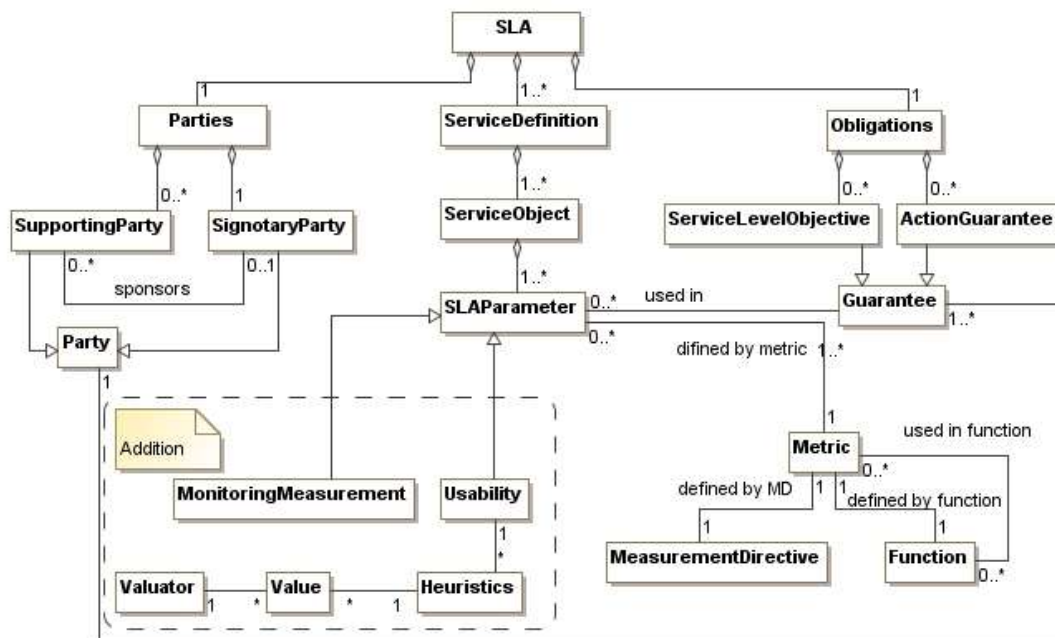 SLA
1
1..*
1
Parties
ServiceDefinition
Obligations
0..*
1
1..*
0..*
0..*
SupportingParty
SignotaryParty
ServiceObject
ServiceLevelObjective
ActionGuarantee
0..*
0..1
sponsors
1..*
SLAParameter
0..*
used in
Guarantee
1..*
0..*
Party
1
difined by metric
1..*
Addition
1
Metric
used in function
0..*
MonitoringMeasurement
Usability
defined by MD
1
1
defined by function
1
*
1
1
MeasurementDirective
Function
0..*
Valuator
Value
Heuristics
1
*
*
1